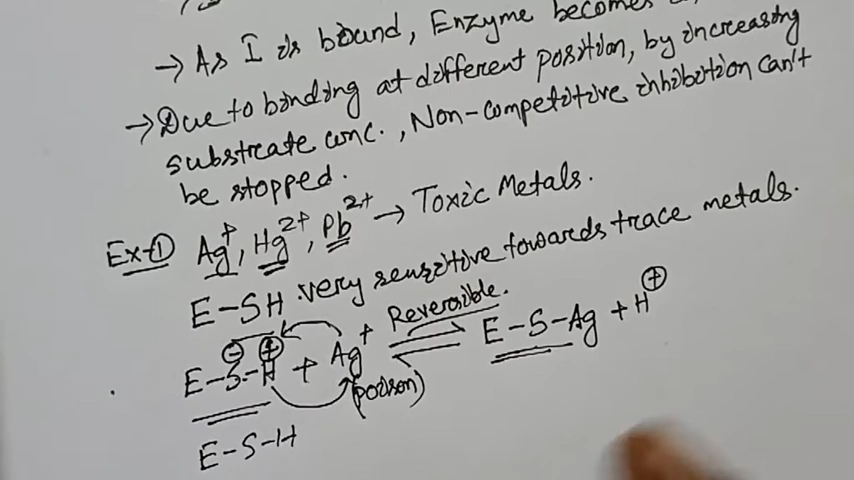 → As I is bound, Enzyme becomes
→ Due to binding at different position, by increasing
substrate conc., Non-competitive inhibition can't
be stopped.
Ex-① Ag⁺, Hg²⁺, Pb²⁺ → Toxic Metals.
E-SH. very sensitive towards trace metals.
E-S-H + Ag⁺ ⇌ E-S-Ag + H⊕
⊖ ⊕
Reversible.
(poison)
E-S-H